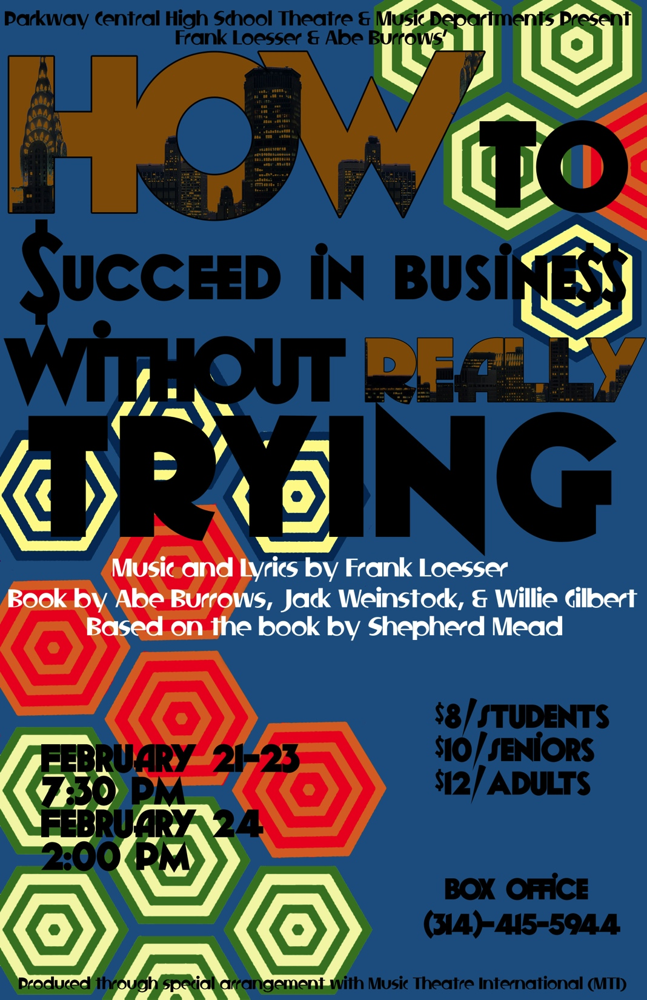 Parkway Central High School Theatre & Music Departments Present
Frank Loesser & Abe Burrows'
HOW TO
$UCCEED iN BUSiNE$$
WiTHOUT REALLY
TRYING
Music and Lyrics by Frank Loesser
Book by Abe Burrows, Jack Weinstock, & Willie Gilbert
Based on the book by Shepherd Mead
$8/STUDENTS
$10/SENiORS
$12/ADULTS
FEBRUARY 21-23
7:30 PM
FEBRUARY 24
2:00 PM
BOX OFFiCE
(314)-415-5944
Produced through special arrangement with Music Theatre International (MTI)